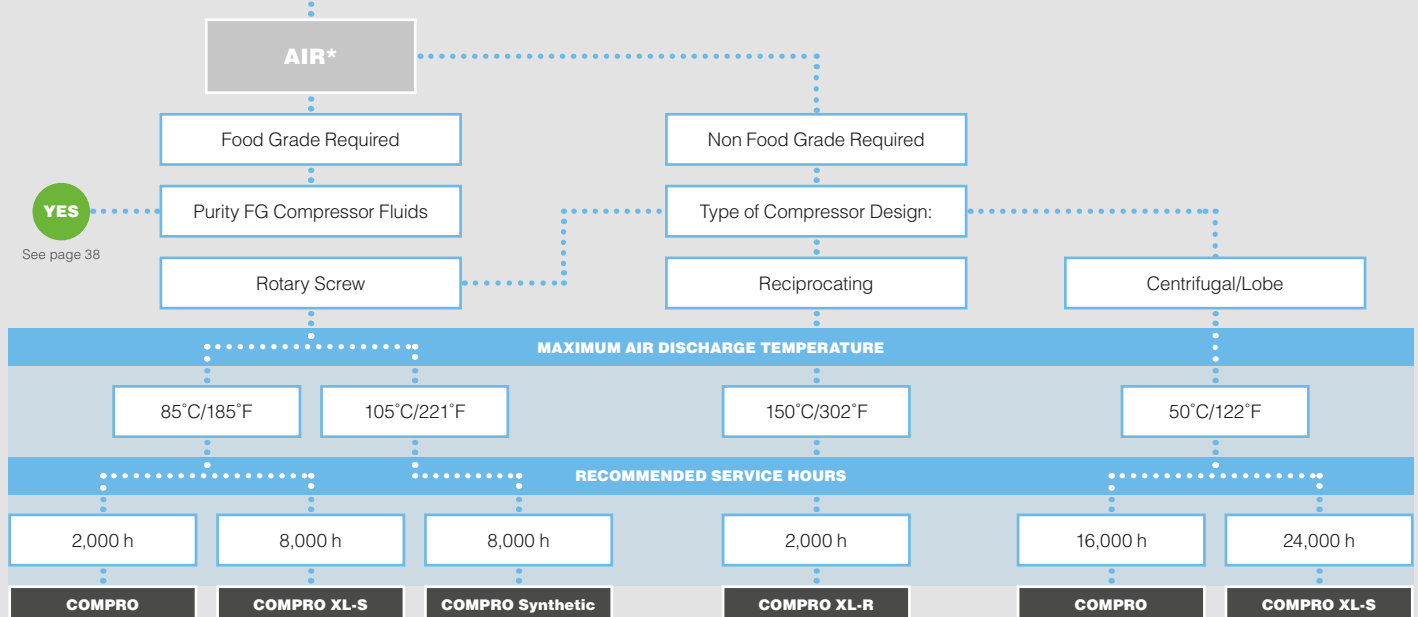 AIR*
Food Grade Required
Non Food Grade Required
YES
Purity FG Compressor Fluids
Type of Compressor Design:
See page 38
Rotary Screw
Reciprocating
Centrifugal/Lobe
MAXIMUM AIR DISCHARGE TEMPERATURE
85˚C/185˚F
105˚C/221˚F
150˚C/302˚F
50˚C/122˚F
RECOMMENDED SERVICE HOURS
2,000 h
8,000 h
8,000 h
2,000 h
16,000 h
24,000 h
COMPRO
COMPRO XL-S
COMPRO Synthetic
COMPRO XL-R
COMPRO
COMPRO XL-S